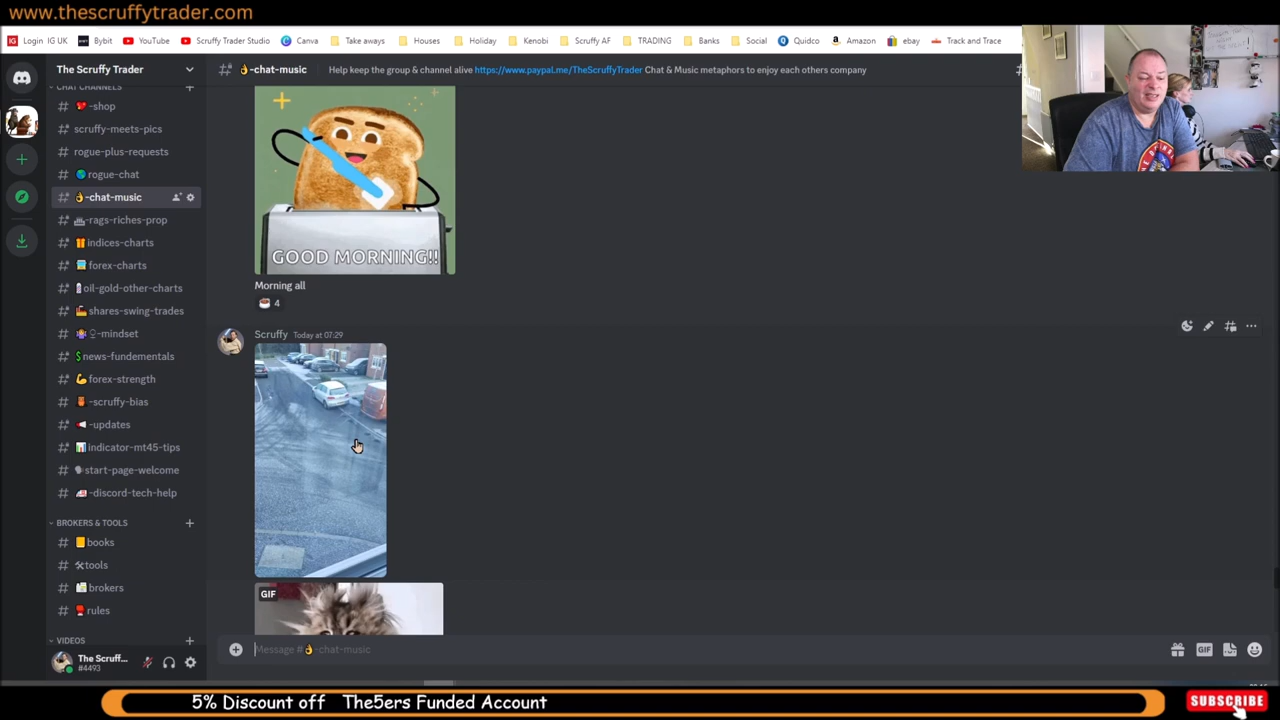 www.thescruffytrader.com
Login IG UK
Bybit
YouTube
Scruffy Trader Studio
Canva
Take aways
Houses
Holiday
Kenobi
Scruffy AF
TRADING
Banks
Social
Quidco
Amazon
ebay
Track and Trace
The Scruffy Trader
-chat-music
Help keep the group & channel alive https://www.paypal.me/TheScruffyTrader Chat & Music metaphors to enjoy each others company
CHAT CHANNELS
-shop
scruffy-meets-pics
rogue-plus-requests
rogue-chat
-chat-music
-rags-riches-prop
indices-charts
forex-charts
oil-gold-other-charts
shares-swing-trades
-mindset
news-fundementals
forex-strength
-scruffy-bias
-updates
indicator-mt45-tips
start-page-welcome
-discord-tech-help
BROKERS & TOOLS
books
tools
brokers
rules
VIDEOS
The Scruff...
#4493
GOOD MORNING!!
Morning all
4
Scruffy Today at 07:29
GIF
Message #👌-chat-music
GIF
5% Discount off The5ers Funded Account
SUBSCRIBE